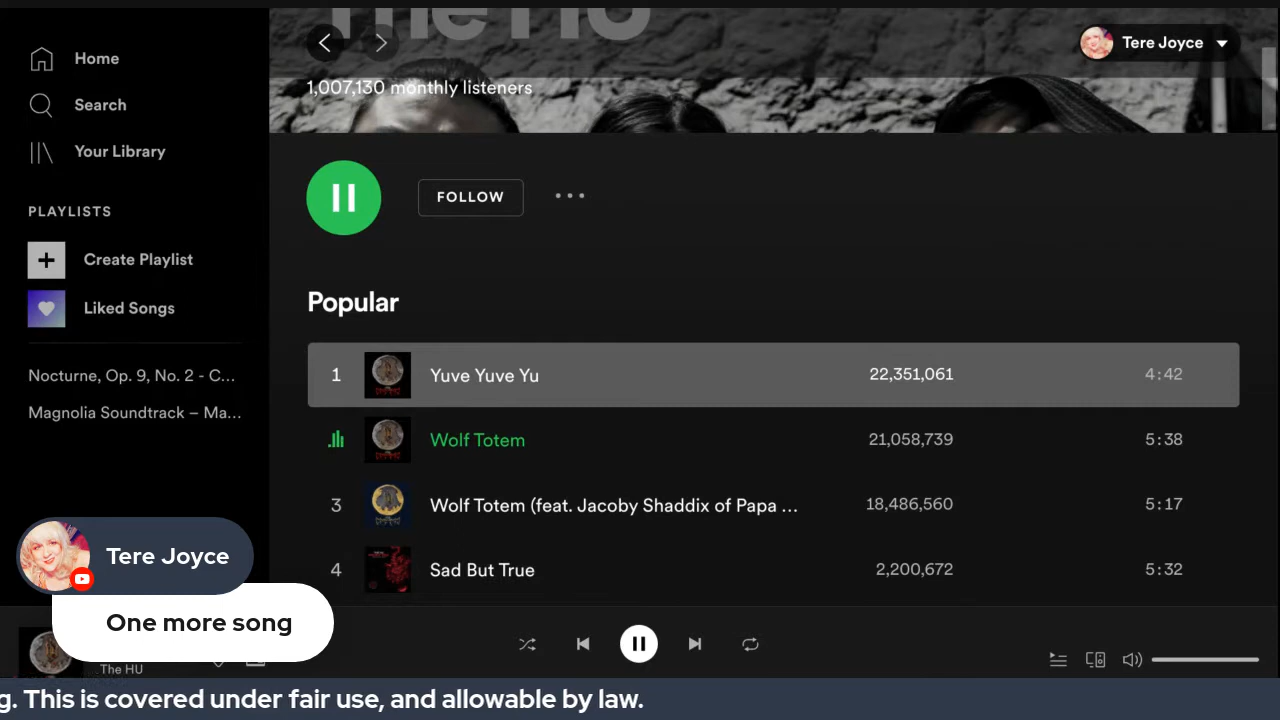 The HU
Tere Joyce
1,007,130 monthly listeners
Home
Search
Your Library
PLAYLISTS
Create Playlist
Liked Songs
Nocturne, Op. 9, No. 2 - C...
Magnolia Soundtrack – Ma...
FOLLOW
Popular
1 Yuve Yuve Yu 22,351,061 4:42
Wolf Totem 21,058,739 5:38
3 Wolf Totem (feat. Jacoby Shaddix of Papa ... 18,486,560 5:17
4 Sad But True 2,200,672 5:32
Tere Joyce
One more song
The HU
g. This is covered under fair use, and allowable by law.